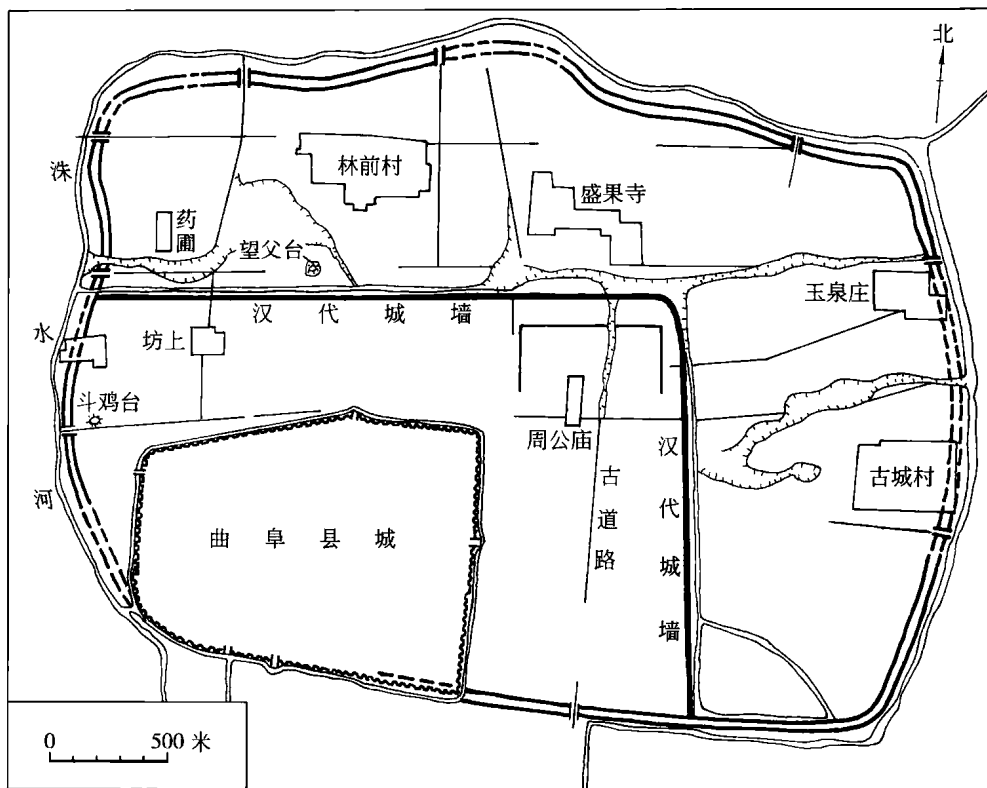 北
林前村
洙
盛果寺
药圃
望父台
玉泉庄
汉代城墙
水
坊上
斗鸡台
周公庙
汉代城墙
古城村
古道路
河
曲阜县城
0 500 米